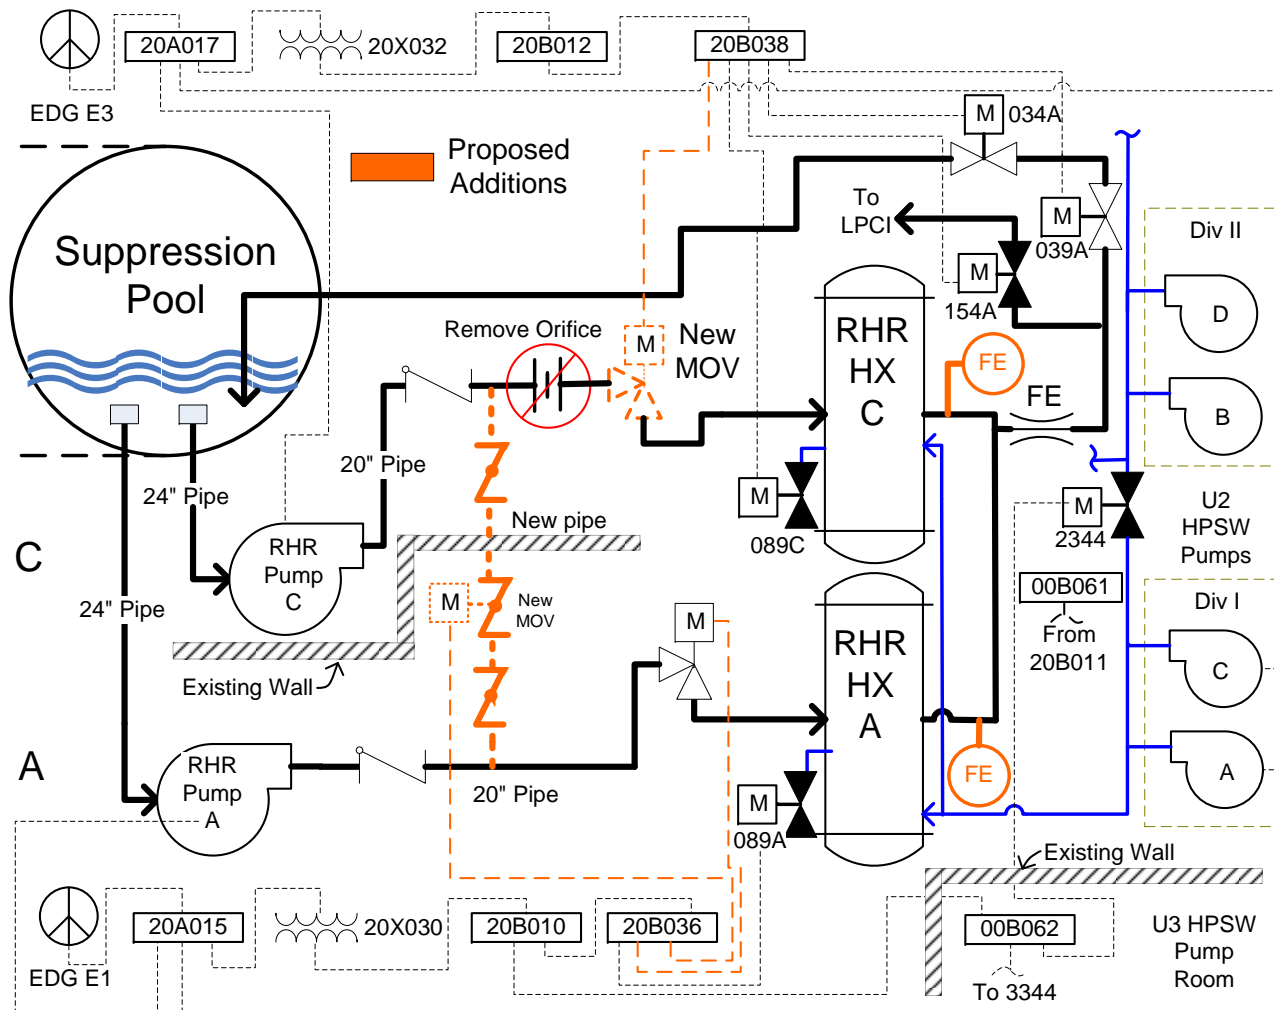 20A017
20X032
20B012
20B038
EDG E3
M
034A
Proposed
Additions
To
LPCI
M
039A
Div II
Suppression
Pool
M
154A
D
Remove Orifice
M
New
MOV
RHR
HX
C
FE
FE
B
20" Pipe
24" Pipe
M
089C
M
2344
U2
HPSW
Pumps
New pipe
C
RHR
Pump
C
24" Pipe
M
New
MOV
M
00B061
From
20B011
Div I
RHR
HX
A
C
Existing Wall
A
RHR
Pump
A
20" Pipe
FE
A
M
089A
Existing Wall
20A015
20X030
20B010
20B036
00B062
U3 HPSW
Pump
Room
EDG E1
To 3344